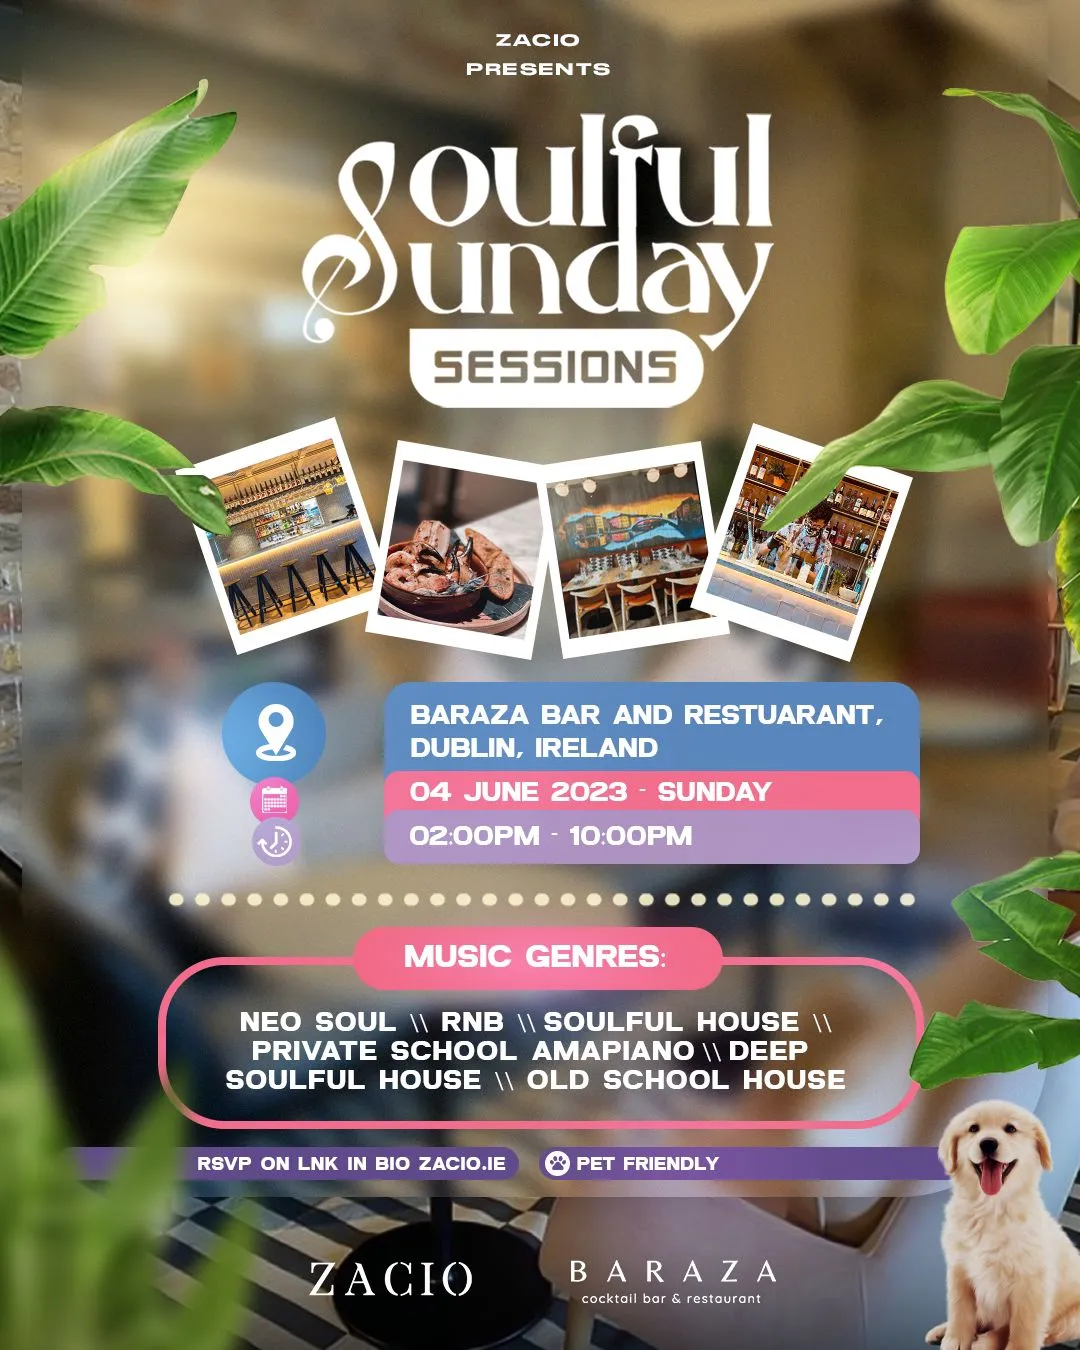 ZACIO
PRESENTS
Soulful
Sunday
SESSIONS
BARAZA BAR AND RESTUARANT,
DUBLIN, IRELAND
04 JUNE 2023 - SUNDAY
02:00PM - 10:00PM
MUSIC GENRES:
NEO SOUL \\ RNB \\ SOULFUL HOUSE \\
PRIVATE SCHOOL AMAPIANO \\ DEEP
SOULFUL HOUSE \\ OLD SCHOOL HOUSE
RSVP ON LNK IN BIO ZACIO.IE
PET FRIENDLY
ZACIO
BARAZA
cocktail bar & restaurant